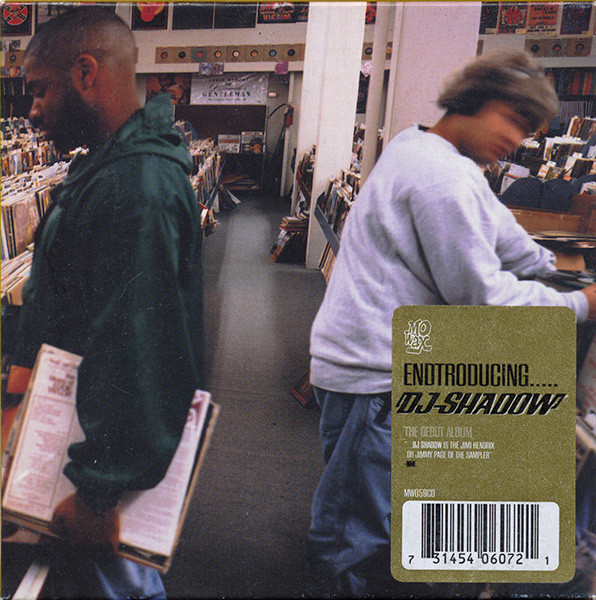 VICTIM
GENTLEMAN
MO
WAX
ENDTRODUCING.....
DJ-SHADOW
THE DEBUT ALBUM
"DJ SHADOW IS THE JIMI HENDRIX
OR JIMMY PAGE OF THE SAMPLER"
MW059CD
7 31454 06072 1